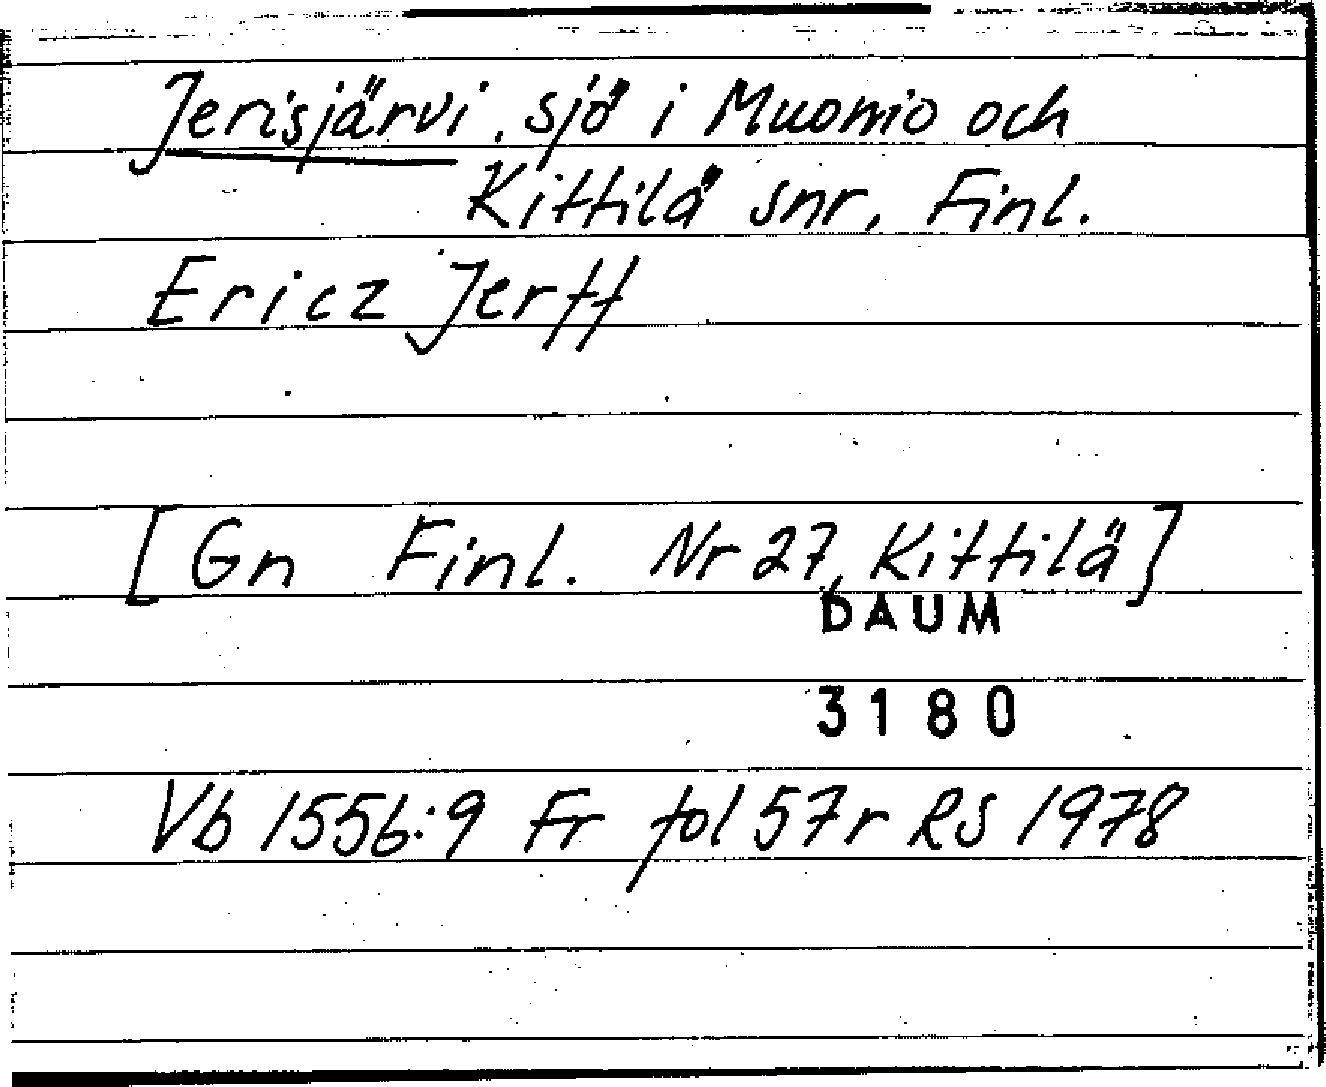 Jerisjärvi, sjö i Muonio och
Kittilä snr, Finl.
Ericz Jerff
[Gn Finl. Nr 27, Kittilä]
DAUM
3180
Vb 1556:9 Fr fol 57r RS 1978